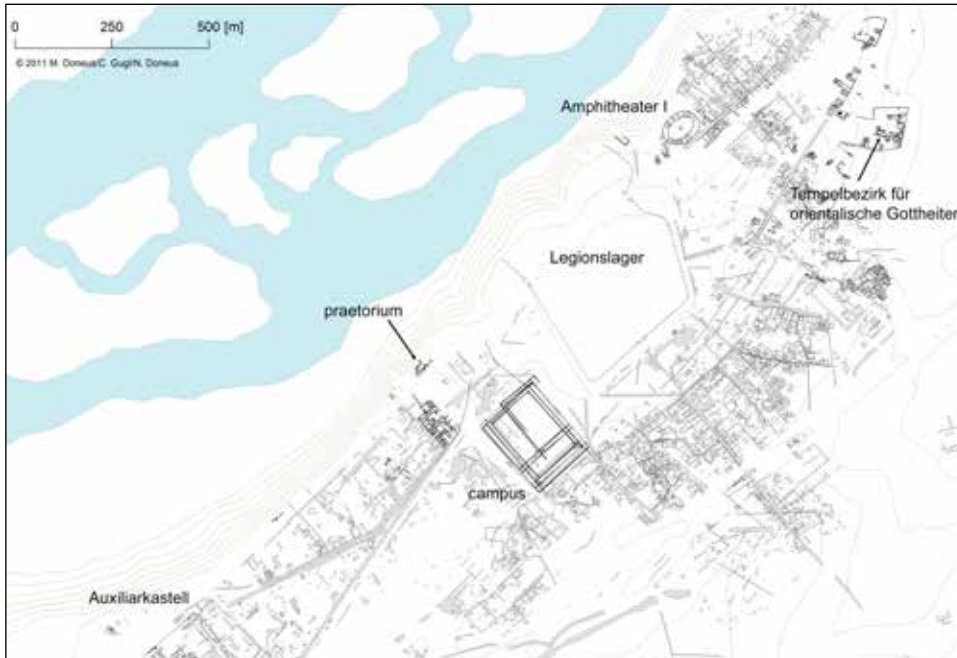 0 250 500 [m]
© 2011 M. Doneus/C. Gugl/N. Doneus
Amphitheater I
Tempelbezirk für
orientalische Gottheiten
Legionslager
praetorium
campus
Auxiliarkastell